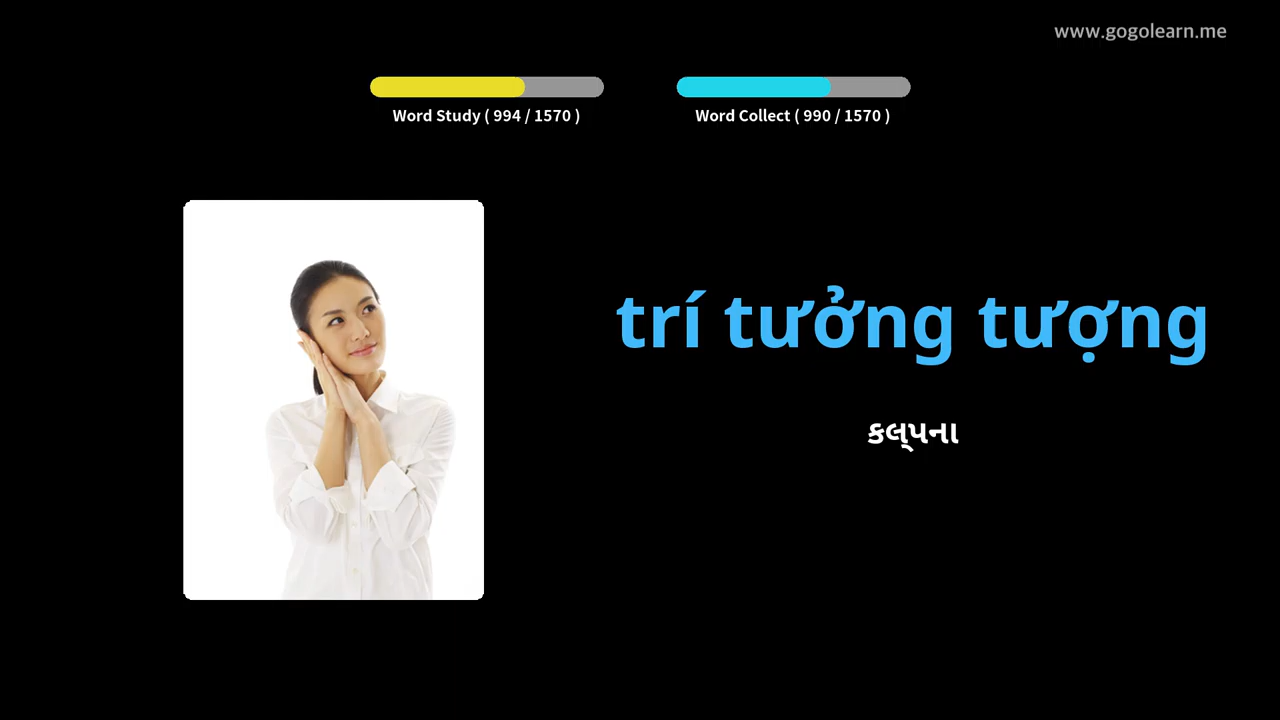 www.gogolearn.me
Word Study ( 994 / 1570 )
Word Collect ( 990 / 1570 )
trí tưởng tượng
કલ્પના